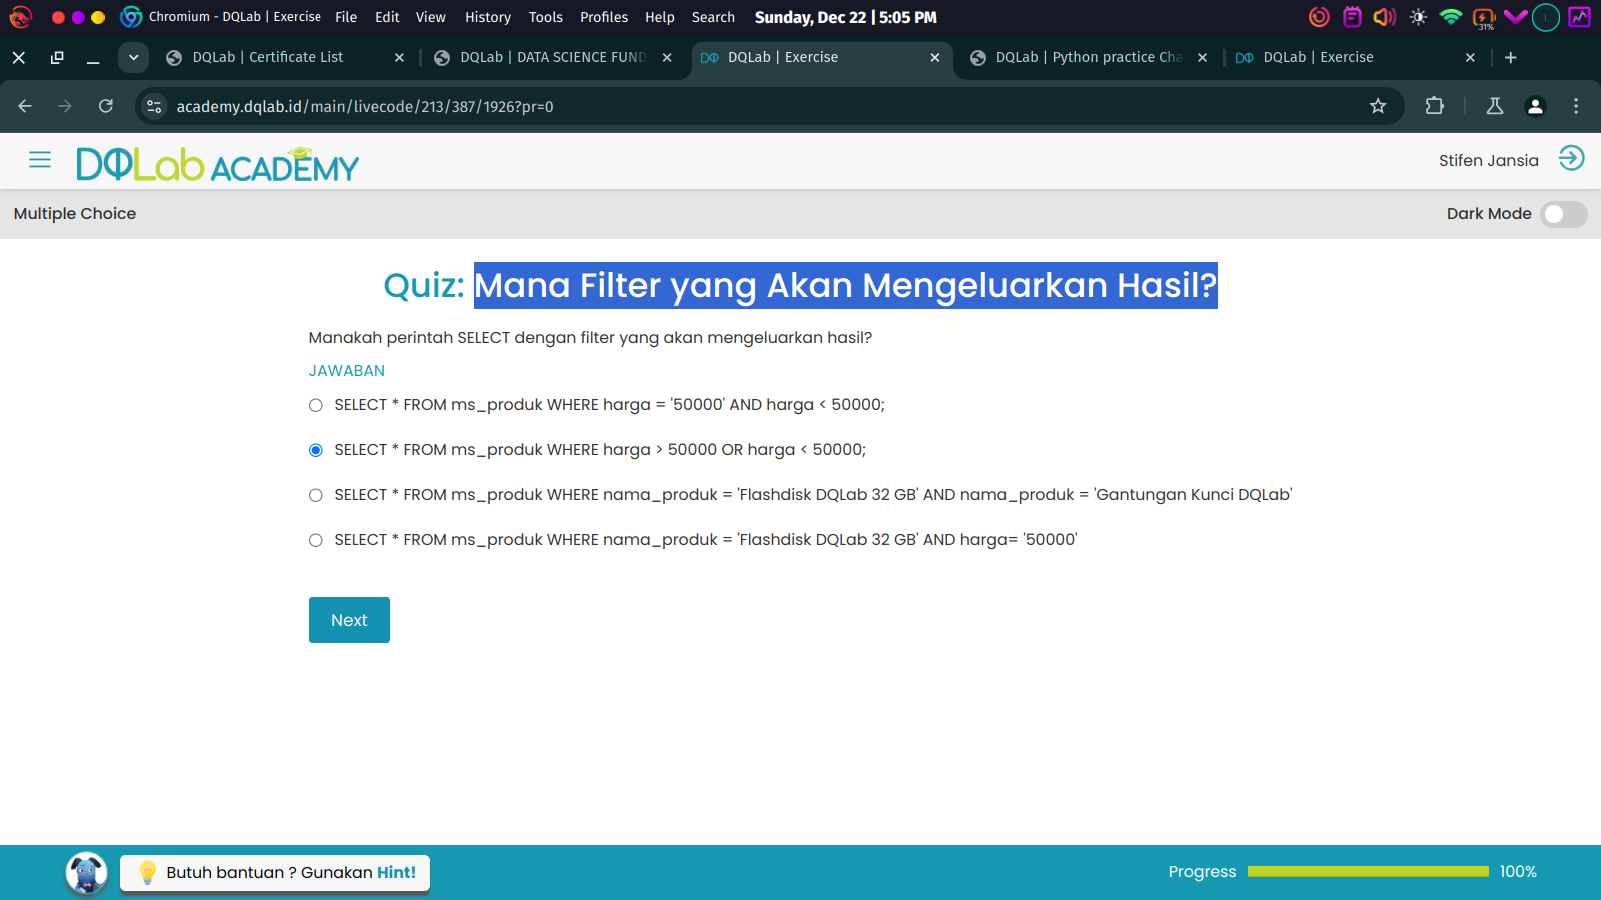 Chromium - DQLab | Exercise File Edit View History Tools Profiles Help Search Sunday, Dec 22 | 5:05 PM
31%
DQLab | Certificate List DQLab | DATA SCIENCE FUND DQLab | Exercise DQLab | Python practice Cha DQLab | Exercise
academy.dqlab.id/main/livecode/213/387/1926?pr=0
DQLab ACADEMY
Stifen Jansia
Multiple Choice
Dark Mode
Quiz: Mana Filter yang Akan Mengeluarkan Hasil?
Manakah perintah SELECT dengan filter yang akan mengeluarkan hasil?
JAWABAN
SELECT * FROM ms_produk WHERE harga = '50000' AND harga < 50000;
SELECT * FROM ms_produk WHERE harga > 50000 OR harga < 50000;
SELECT * FROM ms_produk WHERE nama_produk = 'Flashdisk DQLab 32 GB' AND nama_produk = 'Gantungan Kunci DQLab'
SELECT * FROM ms_produk WHERE nama_produk = 'Flashdisk DQLab 32 GB' AND harga= '50000'
Next
Butuh bantuan ? Gunakan Hint!
Progress 100%